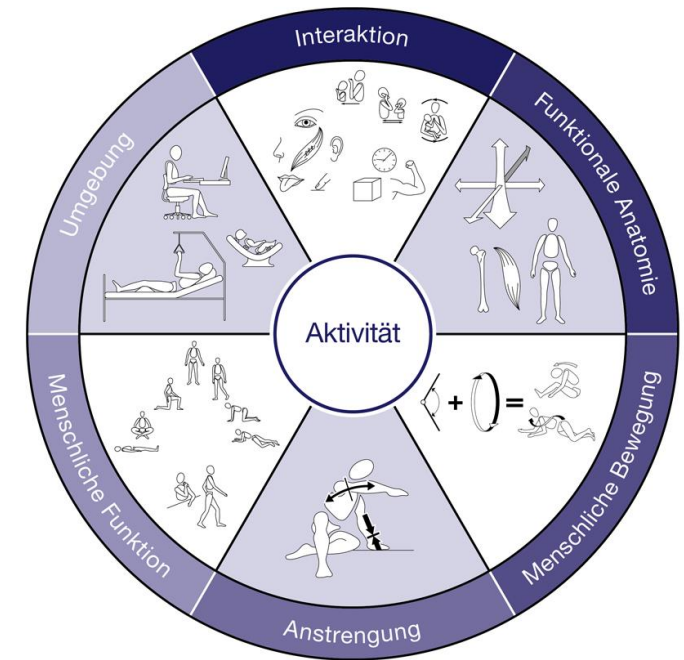 Interaktion
Funktionale Anatomie
Menschliche Bewegung
Anstrengung
Menschliche Funktion
Umgebung
Aktivität
+
=